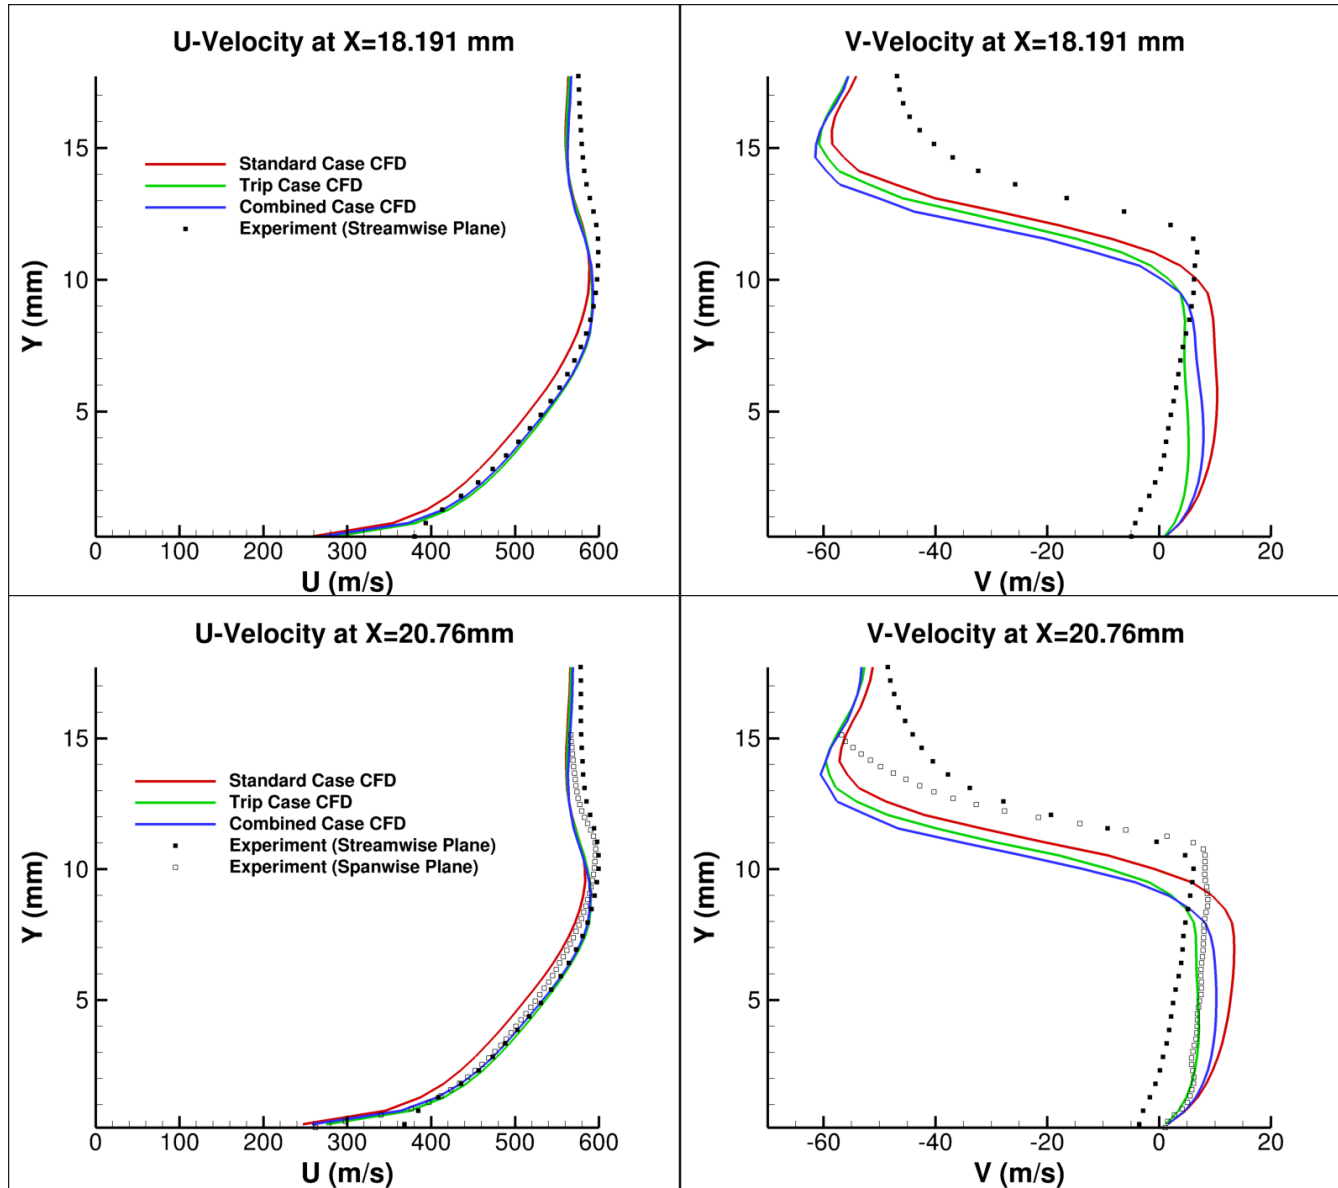 U-Velocity at X=18.191 mm
15
10
5
Y (mm)
Standard Case CFD
Trip Case CFD
Combined Case CFD
Experiment (Streamwise Plane)
0 100 200 300 400 500 600
U (m/s)
V-Velocity at X=18.191 mm
15
10
5
Y (mm)
-60 -40 -20 0 20
V (m/s)
U-Velocity at X=20.76mm
15
10
5
Y (mm)
Standard Case CFD
Trip Case CFD
Combined Case CFD
Experiment (Streamwise Plane)
Experiment (Spanwise Plane)
0 100 200 300 400 500 600
U (m/s)
V-Velocity at X=20.76mm
15
10
5
Y (mm)
-60 -40 -20 0 20
V (m/s)